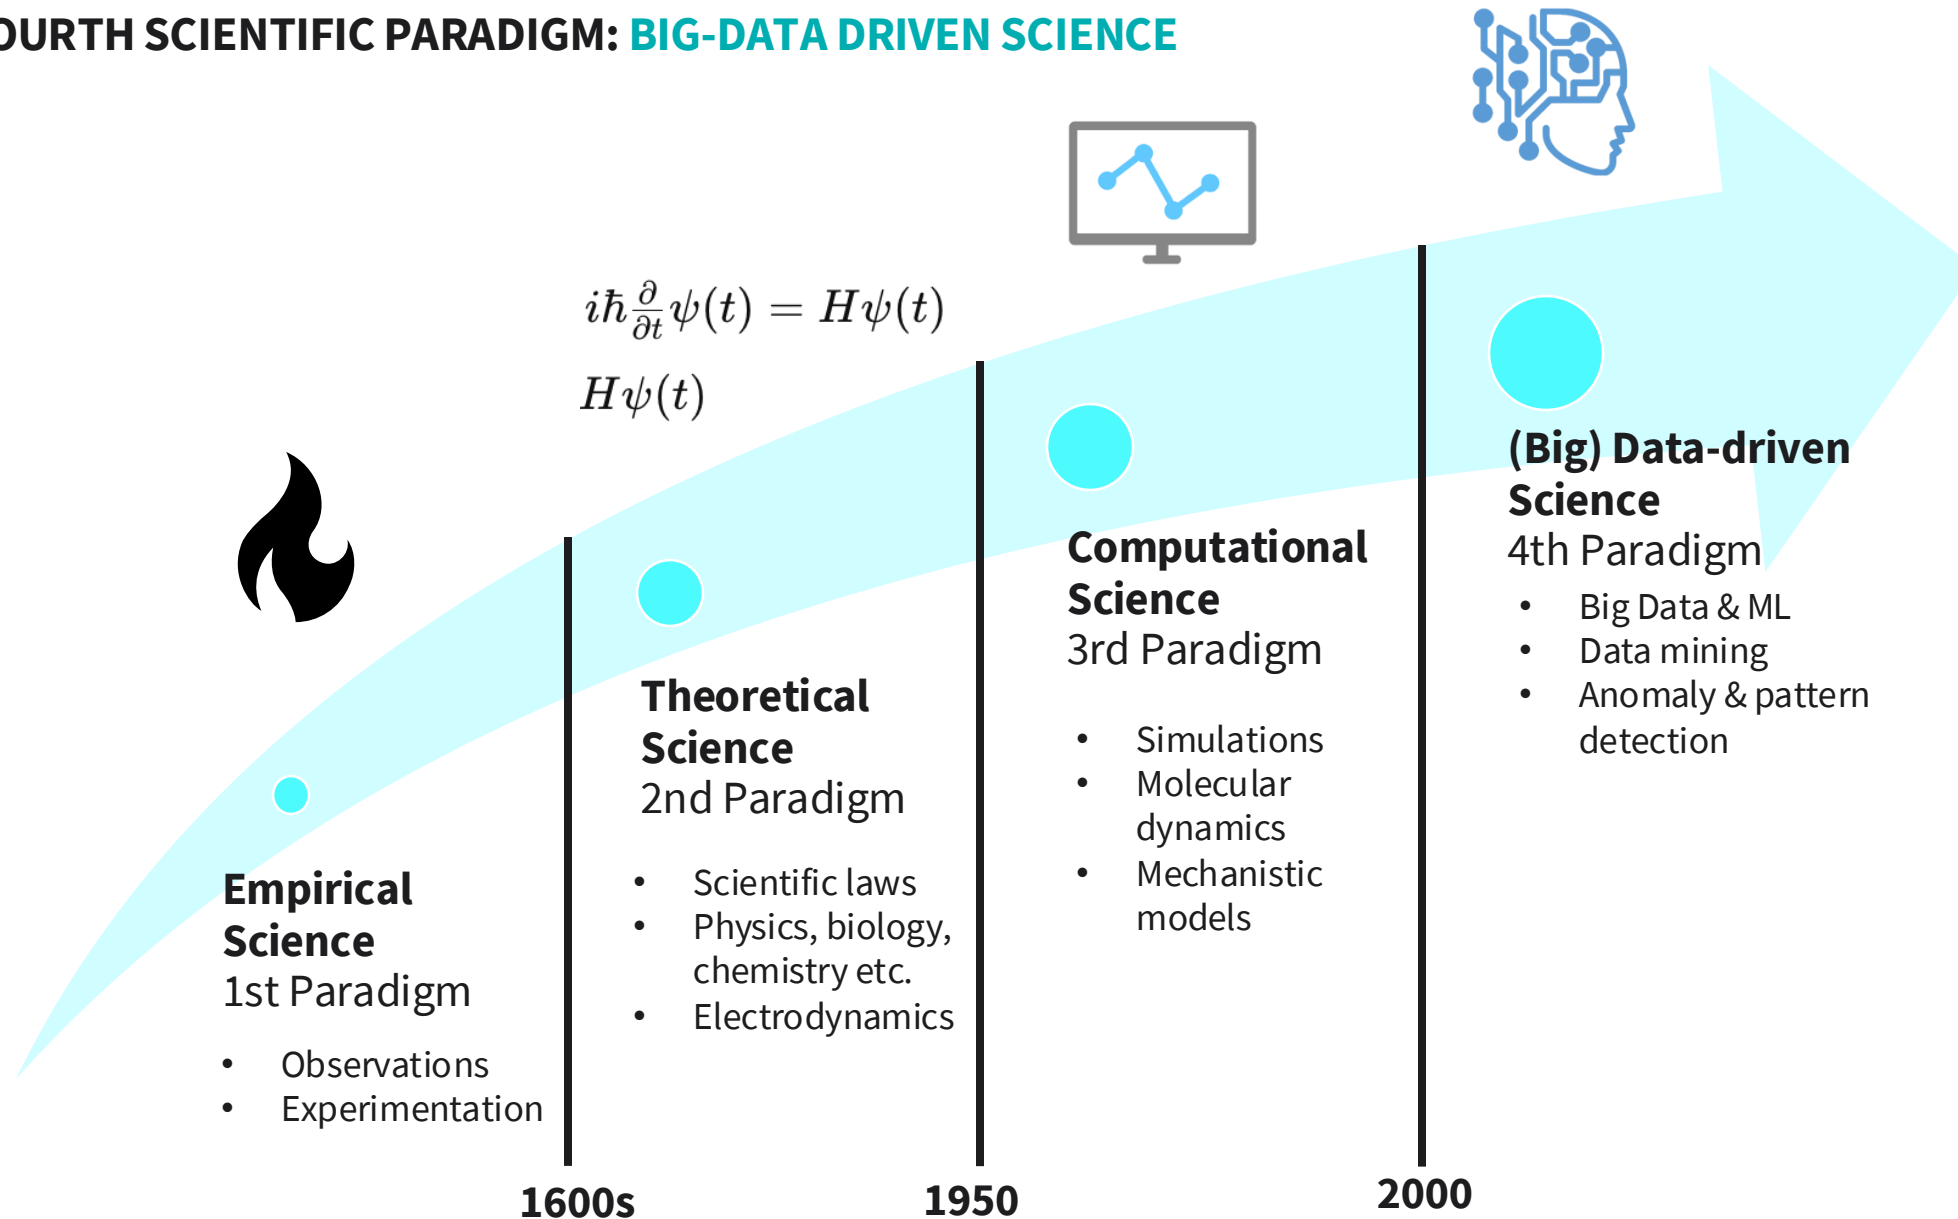 OURTH SCIENTIFIC PARADIGM: BIG-DATA DRIVEN SCIENCE
iħ ∂/∂t ψ(t) = Hψ(t)
Hψ(t)
Empirical
Science
1st Paradigm
• Observations
• Experimentation
1600s
Theoretical
Science
2nd Paradigm
• Scientific laws
• Physics, biology,
chemistry etc.
• Electrodynamics
1950
Computational
Science
3rd Paradigm
• Simulations
• Molecular
dynamics
• Mechanistic
models
2000
(Big) Data-driven
Science
4th Paradigm
• Big Data & ML
• Data mining
• Anomaly & pattern
detection